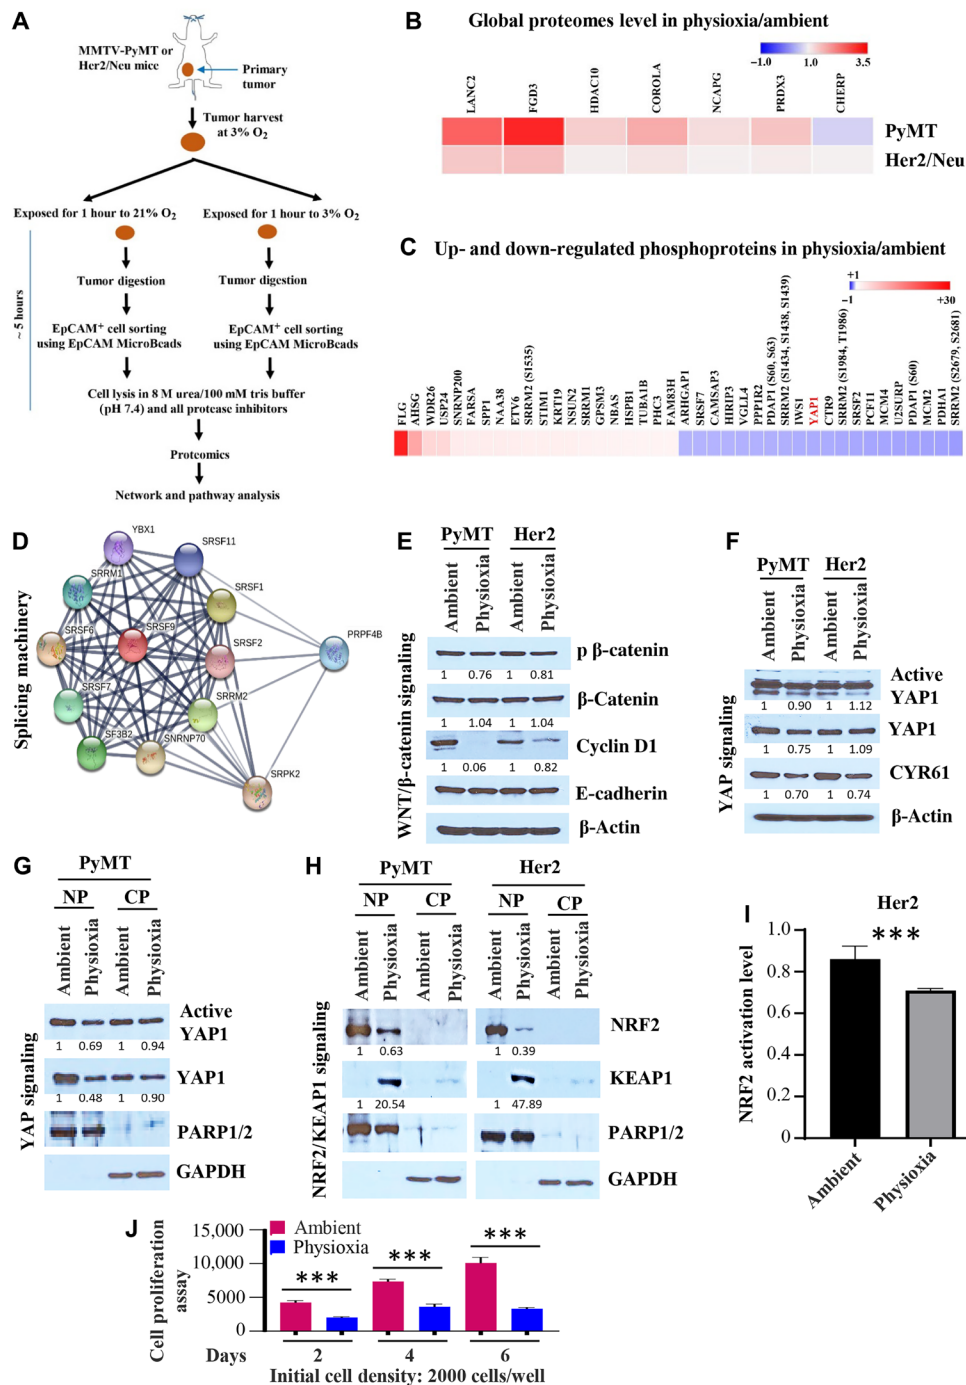 A
MMTV-PyMT or
Her2/Neu mice
Primary
tumor
Tumor harvest
at 3% O₂
Exposed for 1 hour to 21% O₂
Exposed for 1 hour to 3% O₂
~ 5 hours
Tumor digestion
Tumor digestion
EpCAM⁺ cell sorting
using EpCAM MicroBeads
EpCAM⁺ cell sorting
using EpCAM MicroBeads
Cell lysis in 8 M urea/100 mM tris buffer
(pH 7.4) and all protease inhibitors
Proteomics
Network and pathway analysis
B
Global proteomes level in physioxia/ambient
−1.0 1.0 3.5
LANC2
FGD3
HDAC10
COROLA
NCAPG
PRDX3
CHERP
PyMT
Her2/Neu
C
Up- and down-regulated phosphoproteins in physioxia/ambient
+1
−1
+30
FLG
AHSG
WDR26
USP24
SNRNP200
FARSA
SPP1
NAA38
ETV6
SRRM2 (S1535)
STIM1
KRT19
NSUN2
SRRM1
GPSM3
NBAS
HSPB1
TUBA1B
PHC3
FAM83H
ARHGAP1
SRSF7
CAMSAP3
HIRIP3
VGLL4
PPP1R2
PDAP1 (S60, S63)
SRRM2 (S1434, S1438, S1439)
IWS1
YAP1
CTR9
SRRM2 (S1984, T1986)
SRSF2
PCF11
MCM4
U2SURP
PDAP1 (S60)
MCM2
PDHA1
SRRM2 (S2679, S2681)
D
Splicing machinery
YBX1
SRSF11
SRRM1
SRSF1
SRSF6
SRSF9
SRSF2
PRPF4B
SRSF7
SRRM2
SF3B2
SNRNP70
SRPK2
E
PyMT Her2
Ambient
Physioxia
Ambient
Physioxia
WNT/β-catenin signaling
p β-catenin
1 0.76 1 0.81
β-Catenin
1 1.04 1 1.04
Cyclin D1
1 0.06 1 0.82
E-cadherin
β-Actin
F
PyMT Her2
Ambient
Physioxia
Ambient
Physioxia
YAP signaling
Active
YAP1
1 0.90 1 1.12
YAP1
1 0.75 1 1.09
CYR61
1 0.70 1 0.74
β-Actin
G
PyMT
NP CP
Ambient
Physioxia
Ambient
Physioxia
YAP signaling
Active
YAP1
1 0.69 1 0.94
YAP1
1 0.48 1 0.90
PARP1/2
GAPDH
H
PyMT Her2
NP CP NP CP
Ambient
Physioxia
Ambient
Physioxia
Ambient
Physioxia
Ambient
Physioxia
NRF2/KEAP1 signaling
NRF2
1 0.63 1 0.39
KEAP1
1 20.54 1 47.89
PARP1/2
GAPDH
I
Her2
***
NRF2 activation level
1.0
0.8
0.6
0.4
0.2
0
Ambient
Physioxia
J
Cell proliferation
assay
Ambient
Physioxia
15,000
10,000
5000
0
***
***
***
Days 2 4 6
Initial cell density: 2000 cells/well